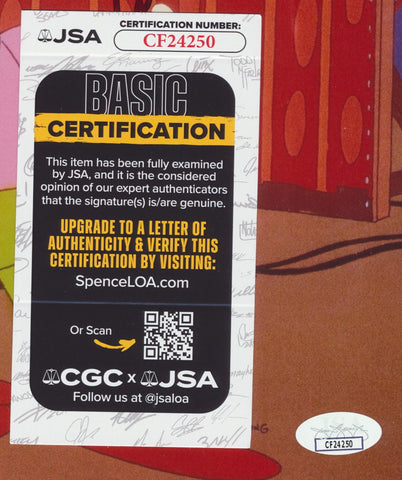 JSA
CERTIFICATION NUMBER:
CF24250
BASIC
CERTIFICATION
This item has been fully examined
by JSA, and it is the considered
opinion of our expert authenticators
that the signature(s) is/are genuine.
UPGRADE TO A LETTER OF
AUTHENTICITY & VERIFY THIS
CERTIFICATION BY VISITING:
SpenceLOA.com
Or Scan
CGC x JSA
Follow us at @jsaloa
CF24250